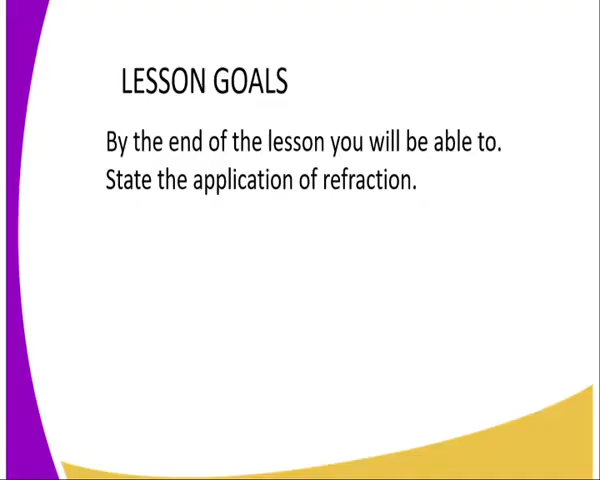 LESSON GOALS
By the end of the lesson you will be able to.
State the application of refraction.